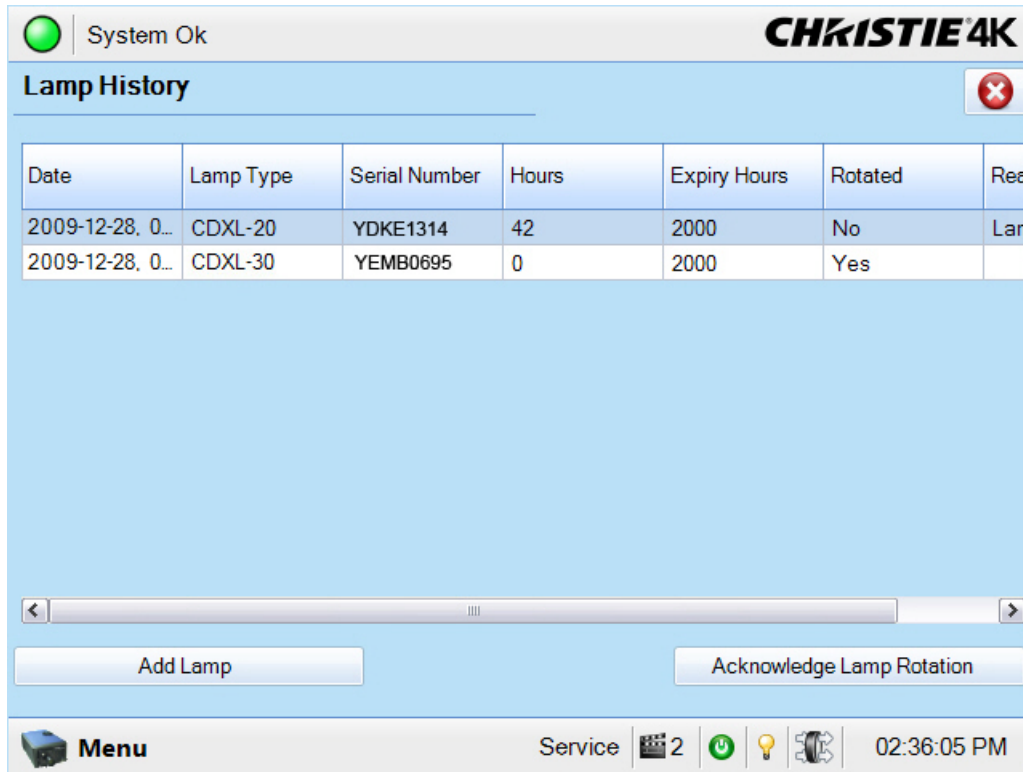 System Ok
CHRISTIE 4K
Lamp History
Date Lamp Type Serial Number Hours Expiry Hours Rotated Rea
2009-12-28, 0... CDXL-20 YDKE1314 42 2000 No Lar
2009-12-28, 0... CDXL-30 YEMB0695 0 2000 Yes
Add Lamp
Acknowledge Lamp Rotation
Menu
Service 2 02:36:05 PM